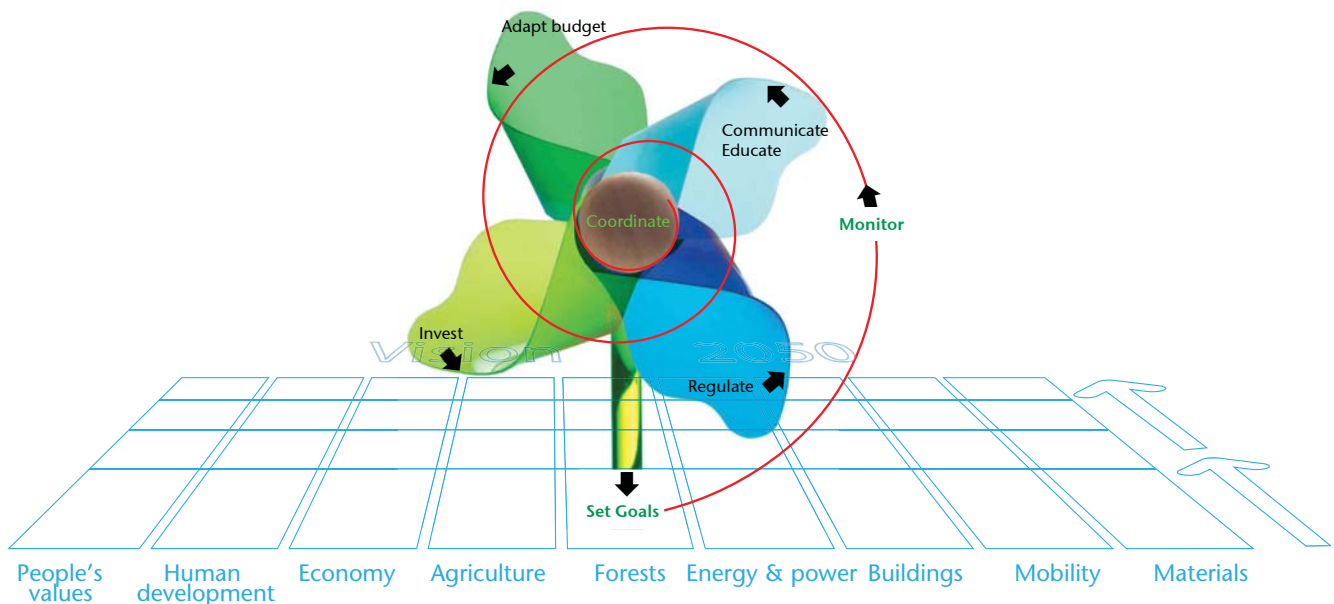 Adapt budget
Communicate
Educate
Coordinate
Monitor
Invest
Vision 2050
Regulate
Set Goals
People's
values
Human
development
Economy
Agriculture
Forests
Energy & power
Buildings
Mobility
Materials